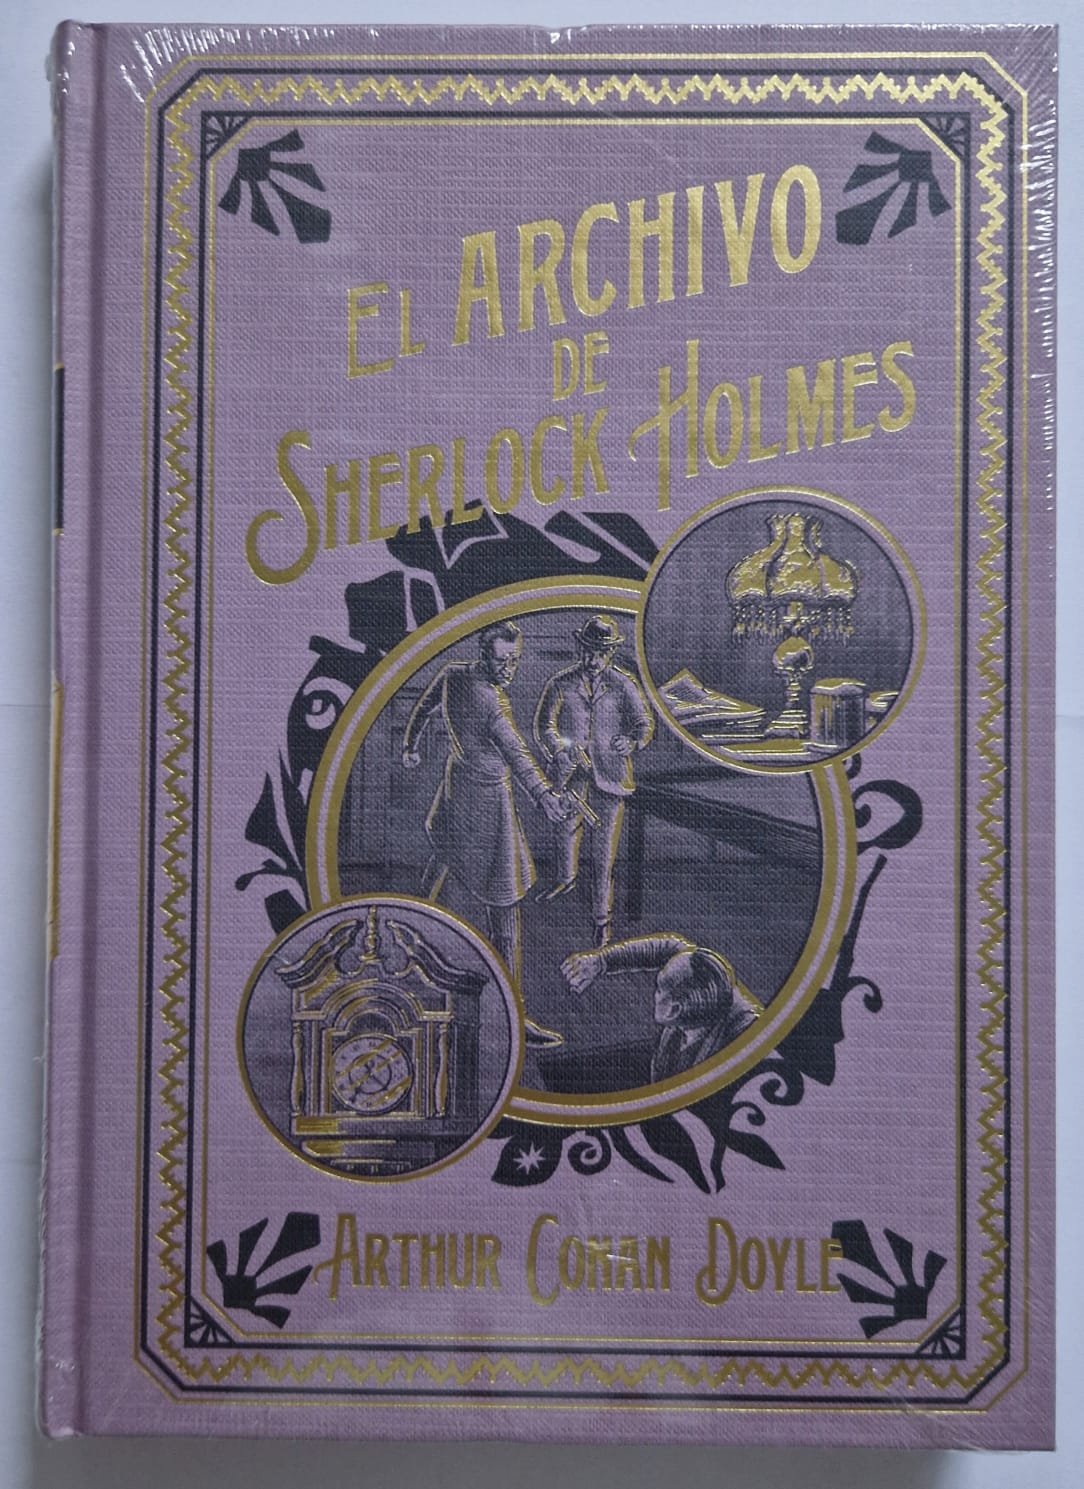 EL ARCHIVO
DE
SHERLOCK HOLMES
ARTHUR CONAN DOYLE